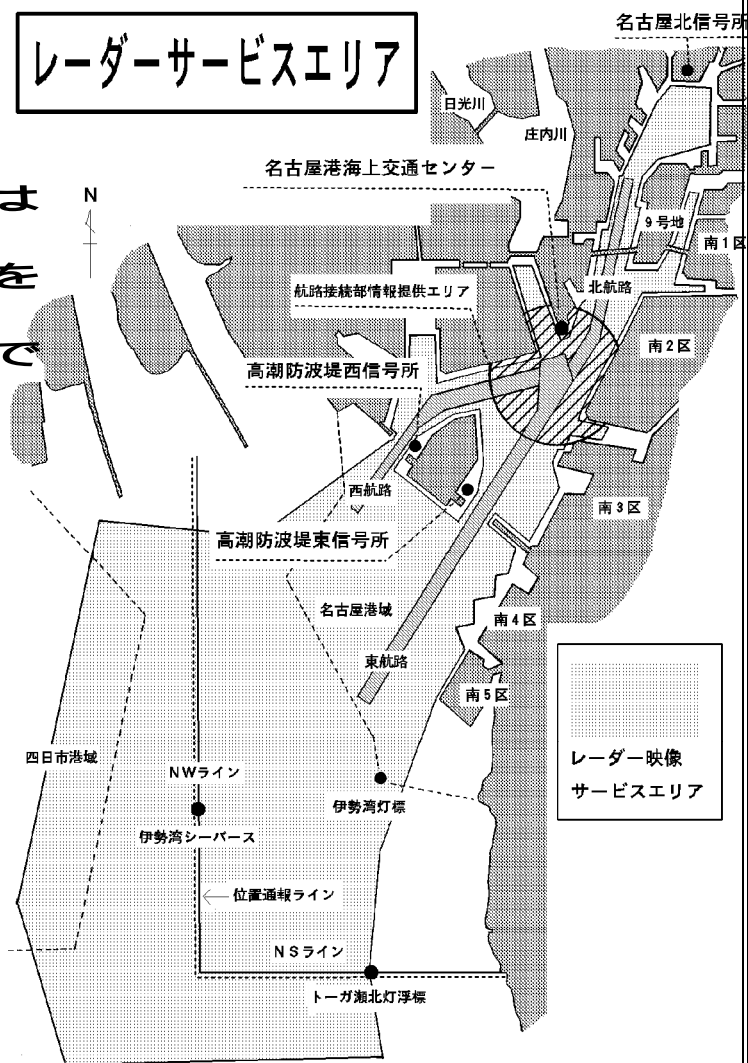 名古屋北信号所
レーダーサービスエリア
日光川
庄内川
名古屋港海上交通センター
は
N
9号地
南1区
を
航路接続部情報提供エリア
北航路
で
南2区
高潮防波堤西信号所
西航路
南3区
高潮防波堤東信号所
名古屋港域
南4区
東航路
南5区
四日市港域
NWライン
レーダー映像
サービスエリア
伊勢湾灯標
伊勢湾シーバース
位置通報ライン
NSライン
トーガ瀬北灯浮標